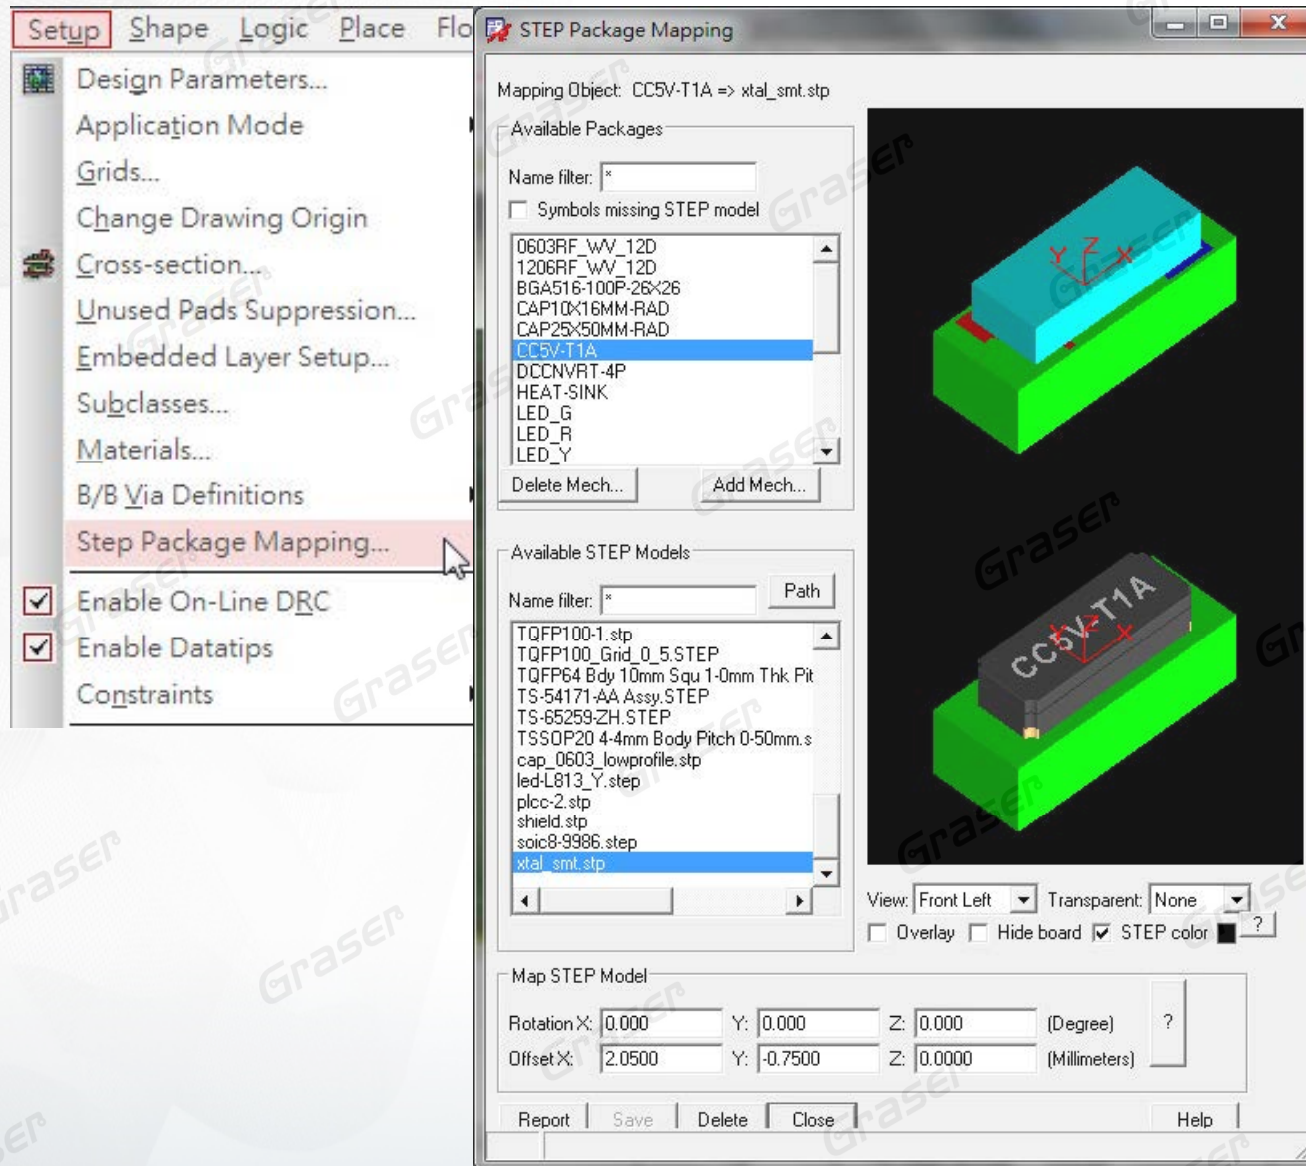 Setup Shape Logic Place Flo
Design Parameters...
Application Mode
Grids...
Change Drawing Origin
Cross-section...
Unused Pads Suppression...
Embedded Layer Setup...
Subclasses...
Materials...
B/B Via Definitions
Step Package Mapping...
Enable On-Line DRC
Enable Datatips
Constraints
STEP Package Mapping
Mapping Object: CC5V-T1A => xtal_smt.stp
Available Packages
Name filter: *
Symbols missing STEP model
0603RF_WV_12D
1206RF_WV_12D
BGA516-100P-26X26
CAP10X16MM-RAD
CAP25X50MM-RAD
CC5V-T1A
DCCNVRT-4P
HEAT-SINK
LED_G
LED_R
LED_Y
Delete Mech... Add Mech...
Available STEP Models
Name filter: * Path
TQFP100-1.stp
TQFP100_Grid_0_5.STEP
TQFP64 Bdy 10mm Squ 1-0mm Thk Pit
TS-54171-AA Assy.STEP
TS-65259-ZH.STEP
TSSOP20 4-4mm Body Pitch 0-50mm.s
cap_0603_lowprofile.stp
led-L813_Y.step
plcc-2.stp
shield.stp
soic8-9986.step
xtal_smt.stp
Y Z X
CC5V-T1A
Y Z X
View: Front Left Transparent: None
Overlay Hide board STEP color ?
Map STEP Model
Rotation X: 0.000 Y: 0.000 Z: 0.000 (Degree) ?
Offset X: 2.0500 Y: -0.7500 Z: 0.0000 (Millimeters)
Report Save Delete Close Help
Graser